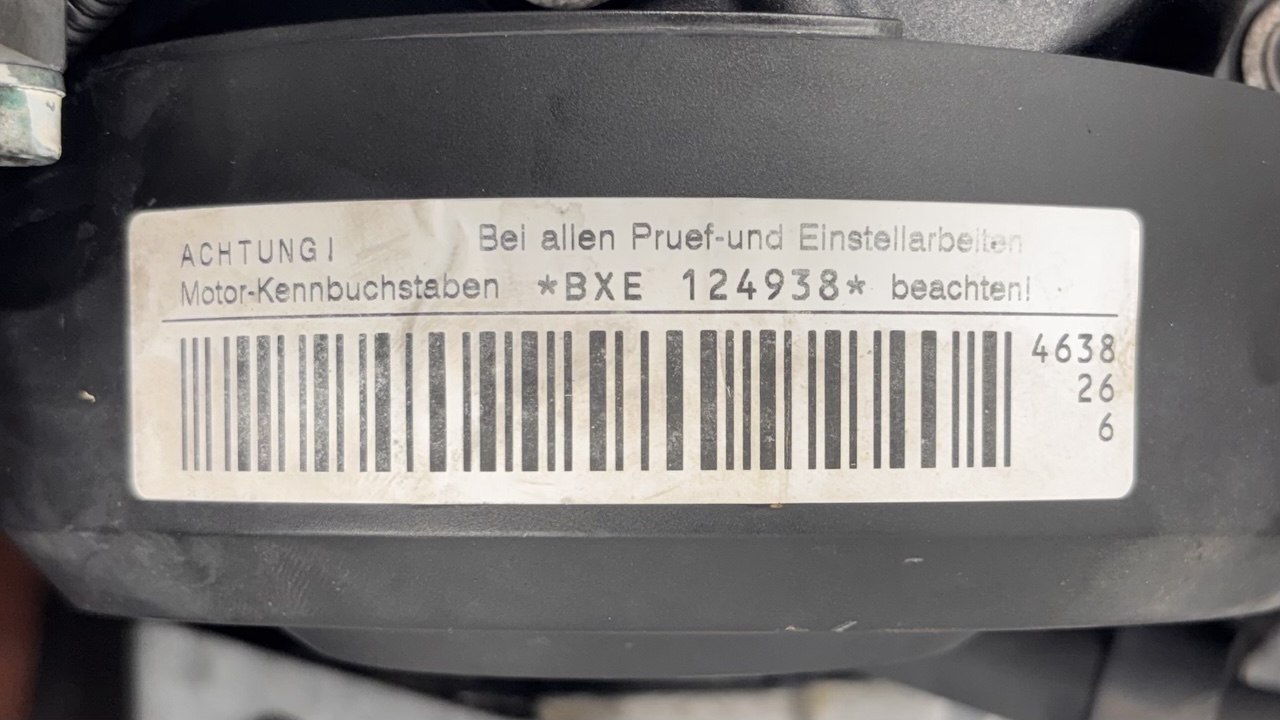 ACHTUNG! Bei allen Pruef-und Einstellarbeiten
Motor-Kennbuchstaben *BXE 124938* beachten!
4638
26
6